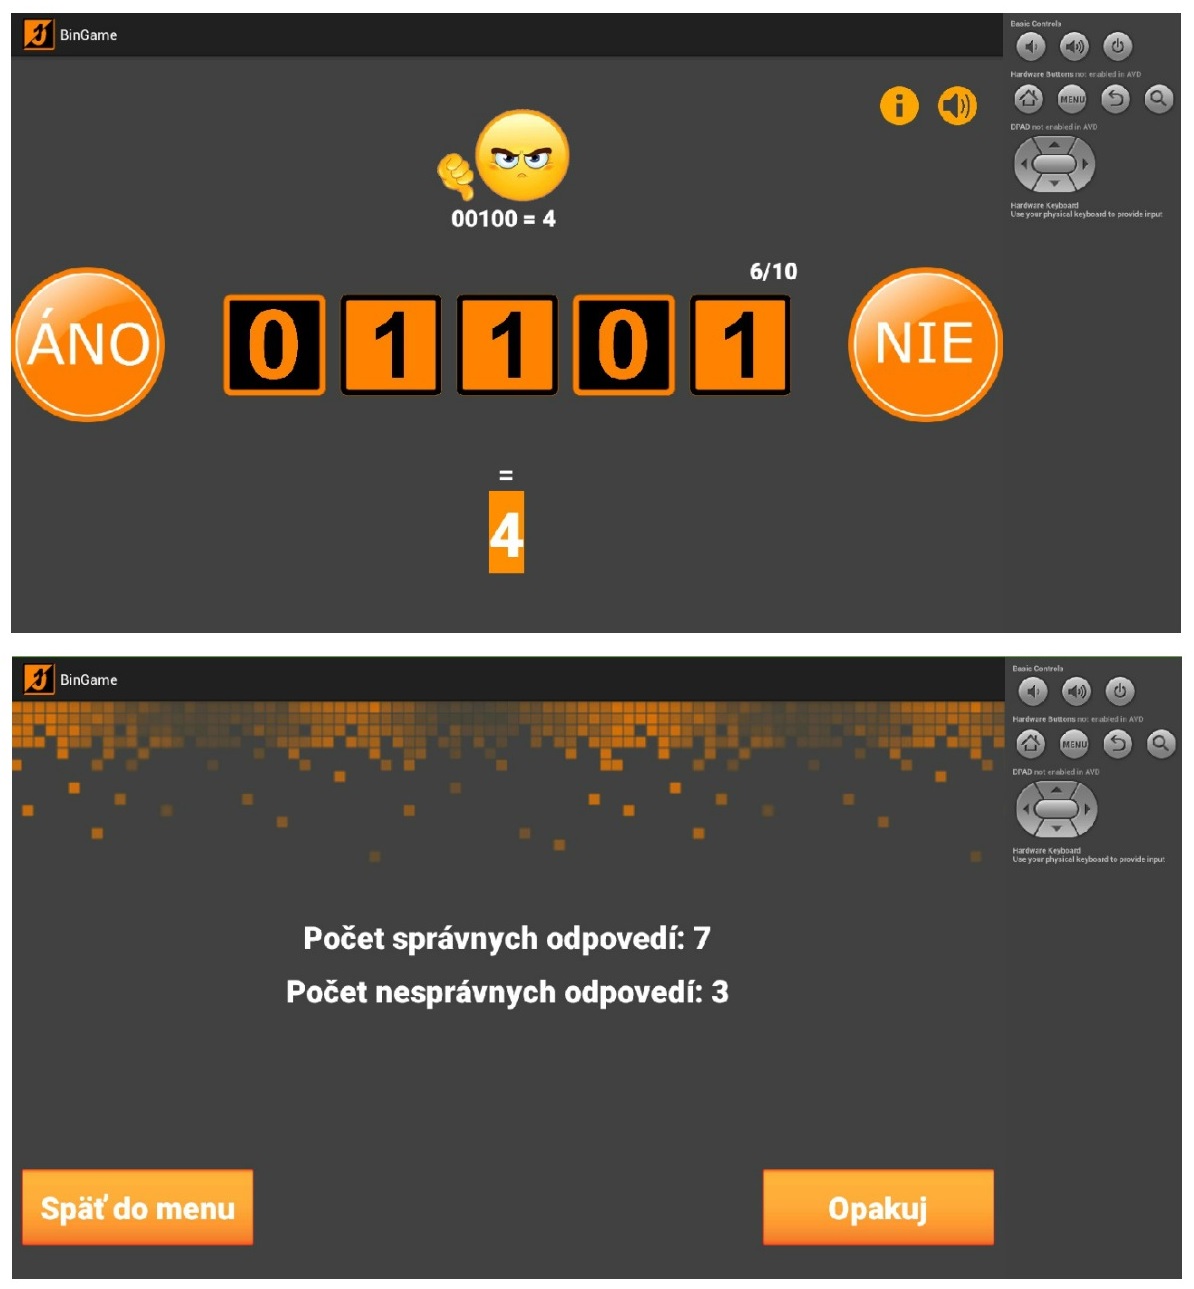 BinGame
Basic Controls
Hardware Buttons not enabled in AVD
MENU
DPAD not enabled in AVD
Hardware Keyboard
Use your physical keyboard to provide input
00100 = 4
6/10
ÁNO
0 1 1 0 1
NIE
=
4
BinGame
Basic Controls
Hardware Buttons not enabled in AVD
MENU
DPAD not enabled in AVD
Hardware Keyboard
Use your physical keyboard to provide input
Počet správnych odpovedí: 7
Počet nesprávnych odpovedí: 3
Späť do menu
Opakuj